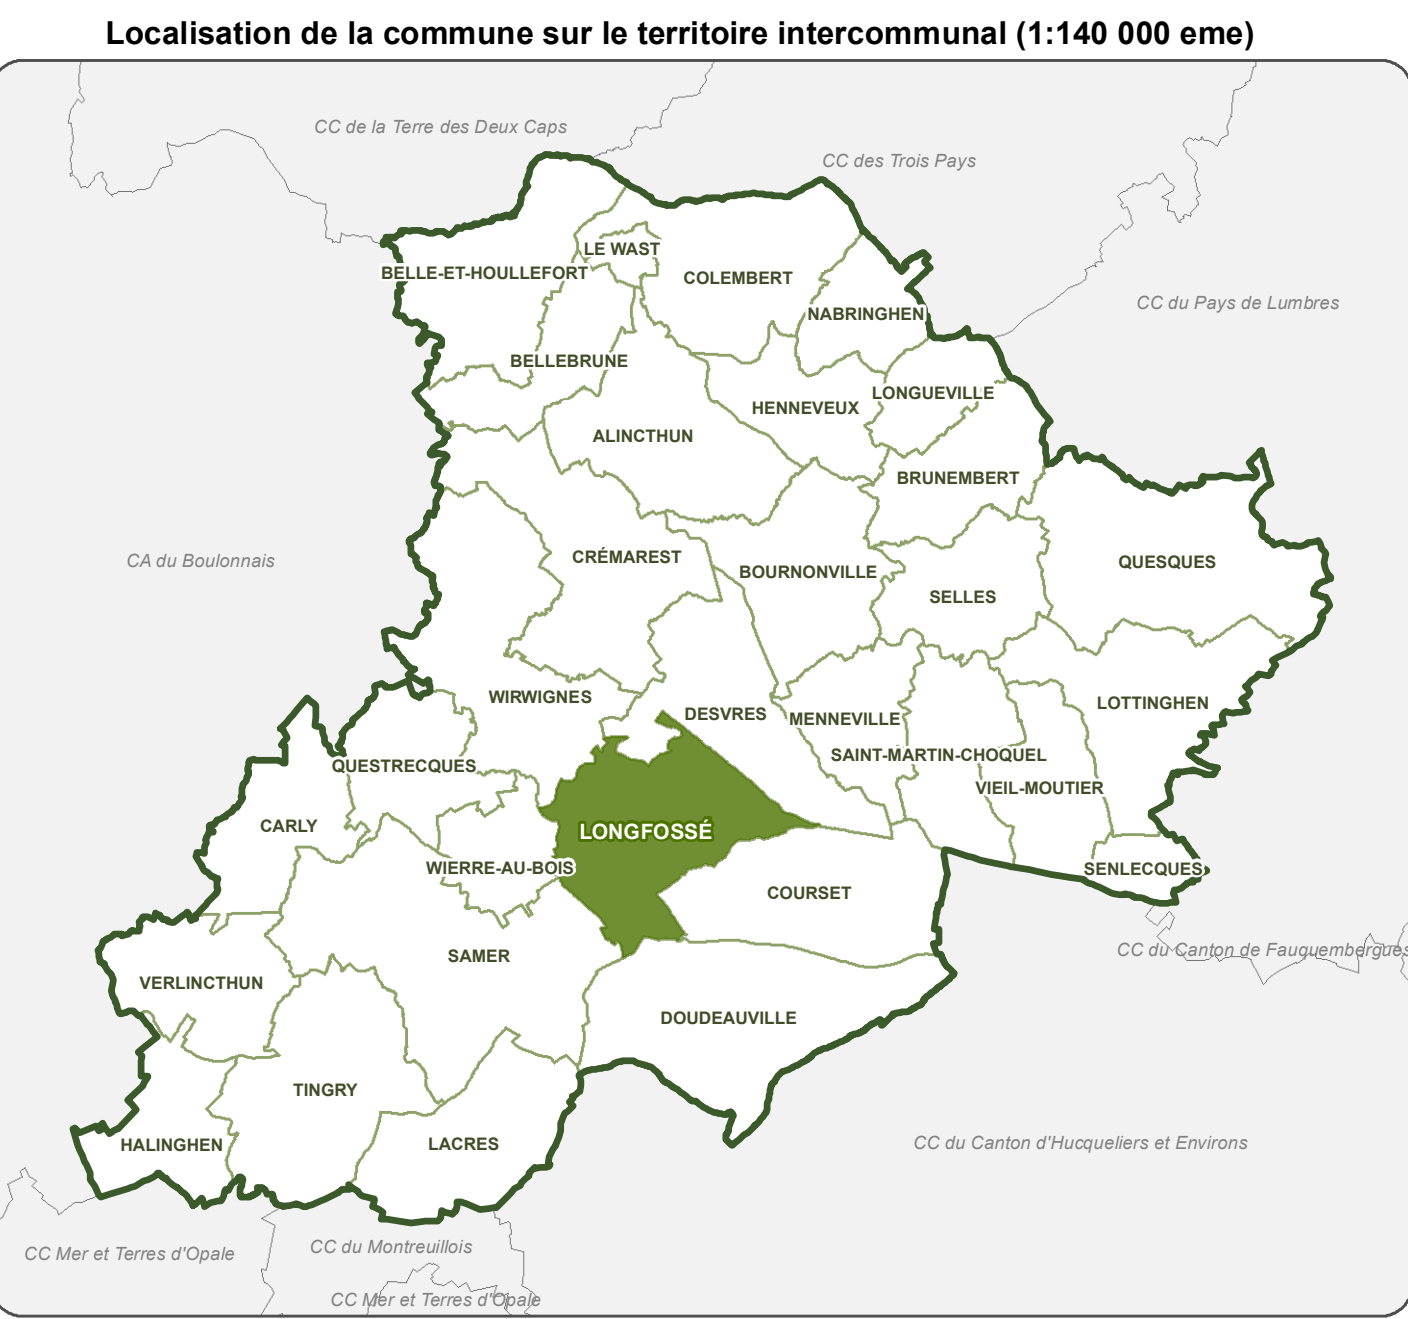 Localisation de la commune sur le territoire intercommunal (1:140 000 eme)
CC de la Terre des Deux Caps
CC des Trois Pays
LE WAST
BELLE-ET-HOULLEFORT
COLEMBERT
CC du Pays de Lumbres
NABRINGHEN
BELLEBRUNE
LONGUEVILLE
HENNEVEUX
ALINCTHUN
BRUNEMBERT
CA du Boulonnais
CRÉMAREST
QUESQUES
BOURNONVILLE
SELLES
WIRWIGNES
LOTTINGHEN
DESVRES
MENNEVILLE
SAINT-MARTIN-CHOQUEL
QUESTRECQUES
VIEIL-MOUTIER
CARLY
LONGFOSSÉ
WIERRE-AU-BOIS
SENLECQUES
COURSET
CC du Canton de Fauquembergues
SAMER
VERLINCTHUN
DOUDEAUVILLE
TINGRY
HALINGHEN
LACRES
CC du Canton d'Hucqueliers et Environs
CC Mer et Terres d'Opale
CC du Montreuillois
CC Mer et Terres d'Opale